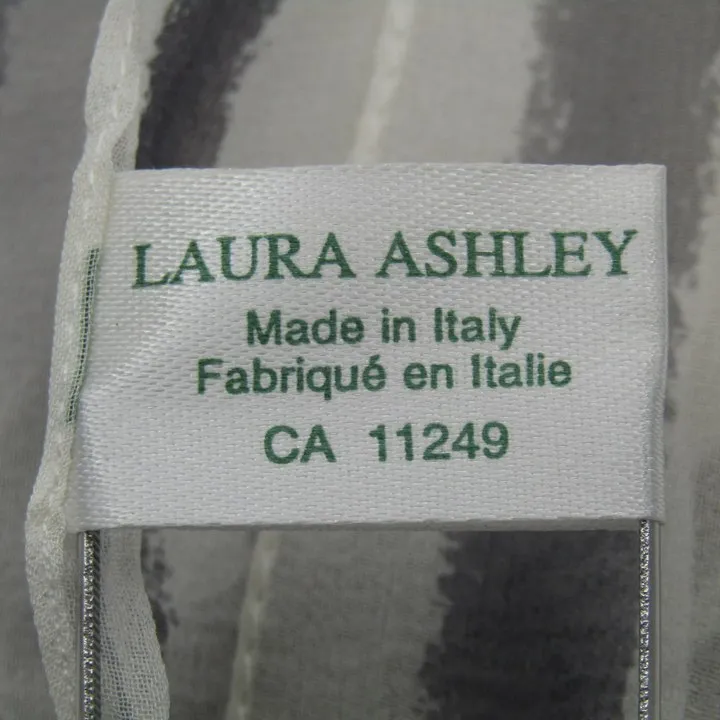 LAURA ASHLEY
Made in Italy
Fabriqué en Italie
CA 11249